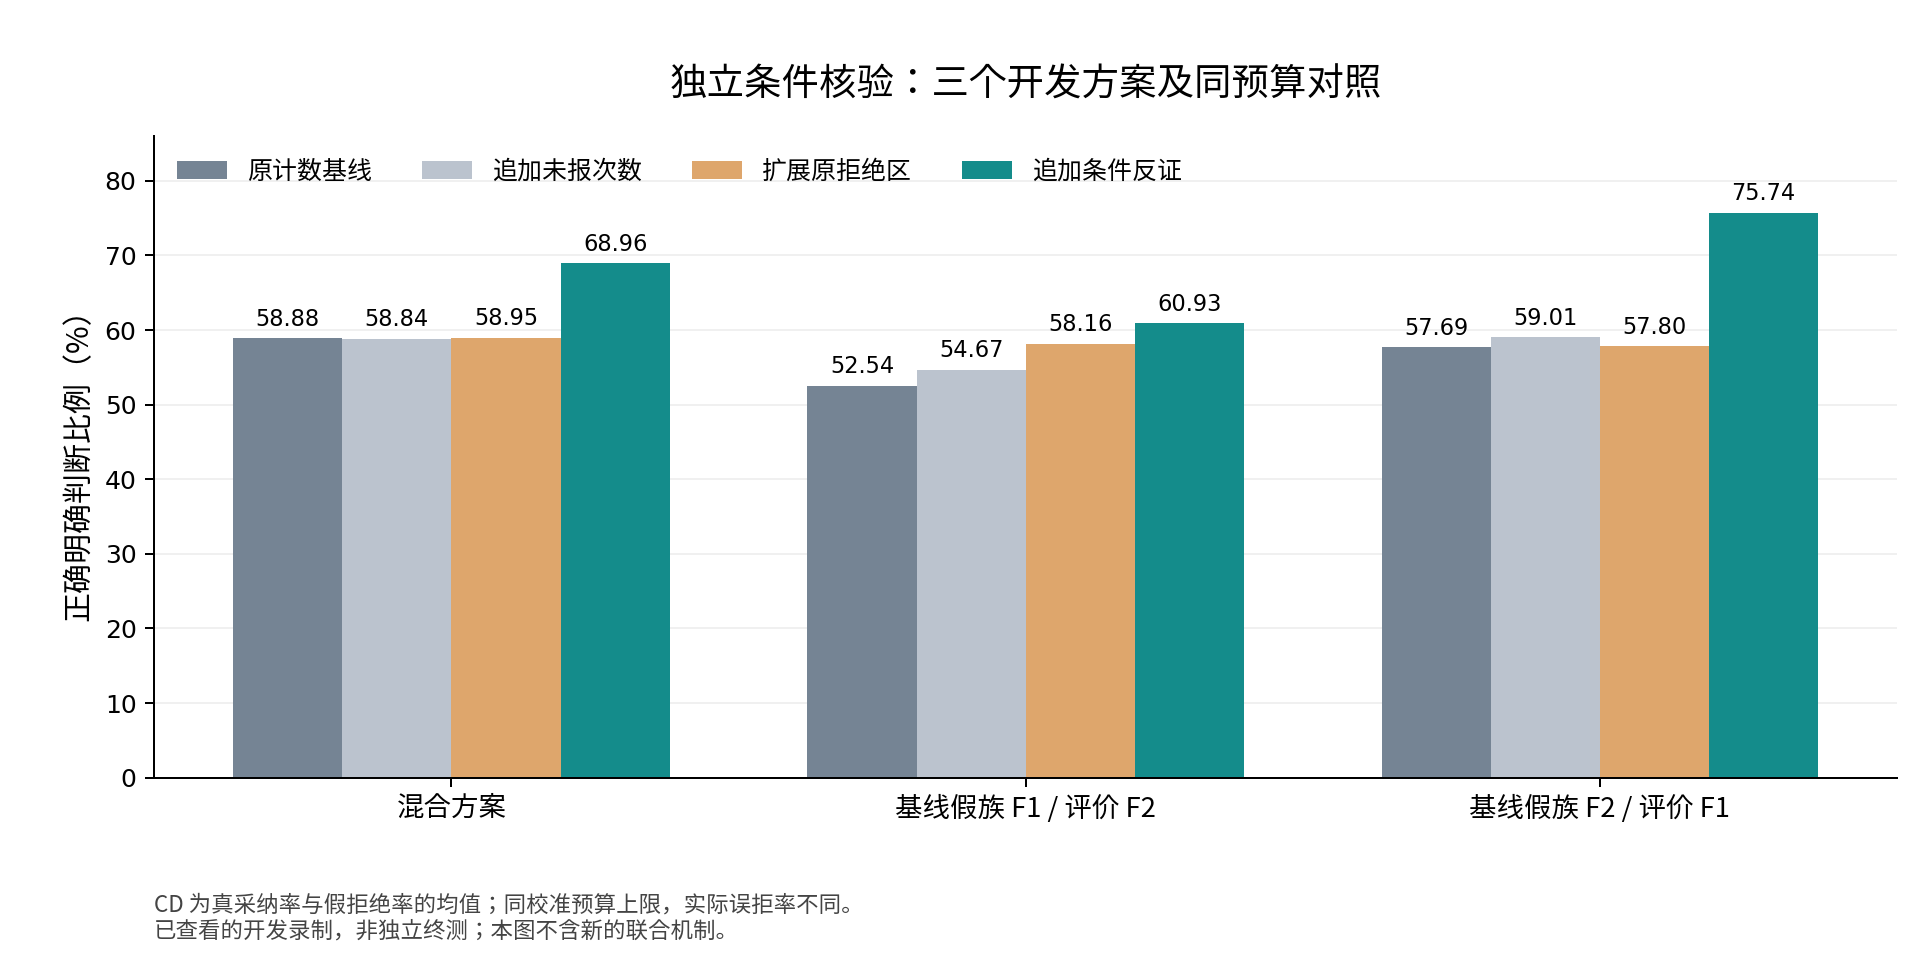 独立条件核验：三个开发方案及同预算对照
原计数基线 追加未报次数 扩展原拒绝区 追加条件反证
正确明确判断比例（%）
80
70
60
50
40
30
20
10
0
58.88 58.84 58.95 68.96
52.54 54.67 58.16 60.93
57.69 59.01 57.80 75.74
混合方案 基线假族 F1 / 评价 F2 基线假族 F2 / 评价 F1
CD 为真采纳率与假拒绝率的均值；同校准预算上限，实际误拒率不同。
已查看的开发录制，非独立终测；本图不含新的联合机制。